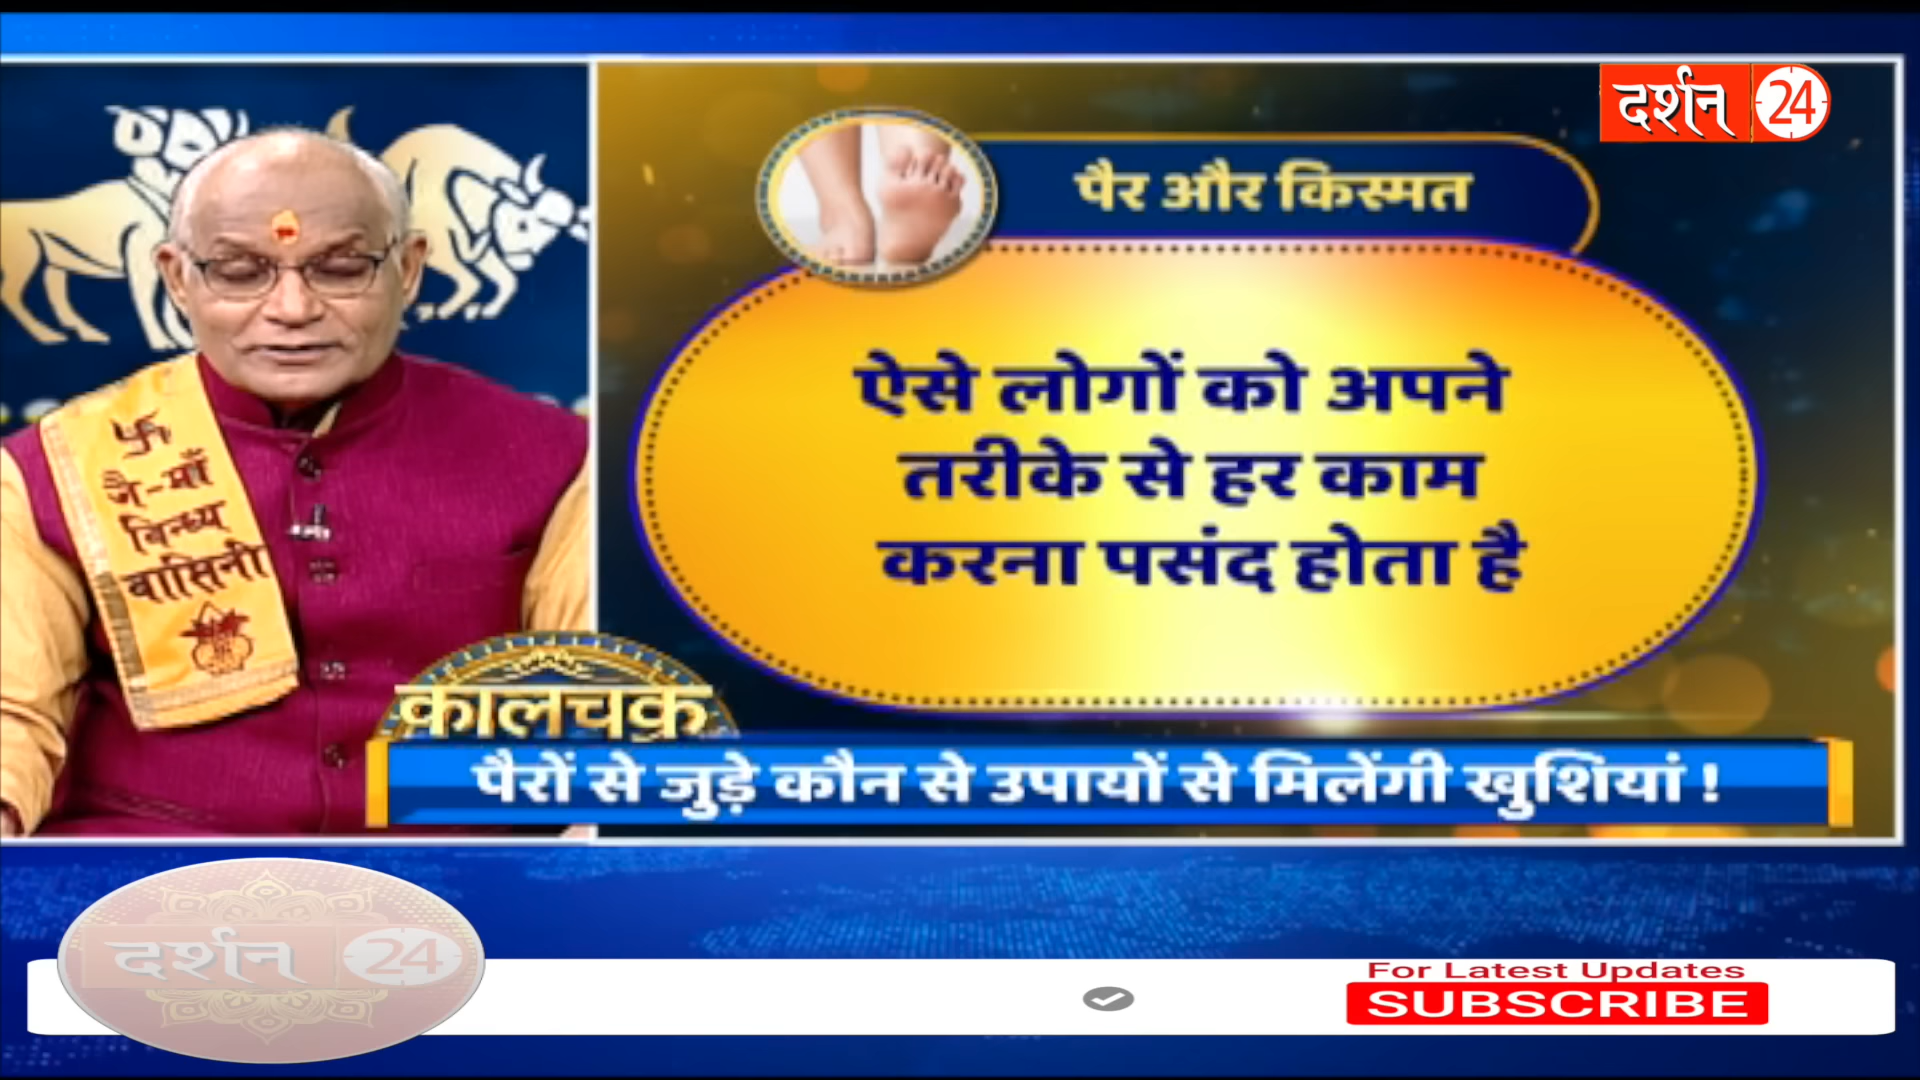 दर्शन 24
पैर और किस्मत
ऐसे लोगों को अपने
तरीके से हर काम
करना पसंद होता है
जै-माँ
विन्ध्य
वासिनी
कालचक्र
पैरों से जुड़े कौन से उपायों से मिलेंगी खुशियां !
दर्शन 24
For Latest Updates
SUBSCRIBE